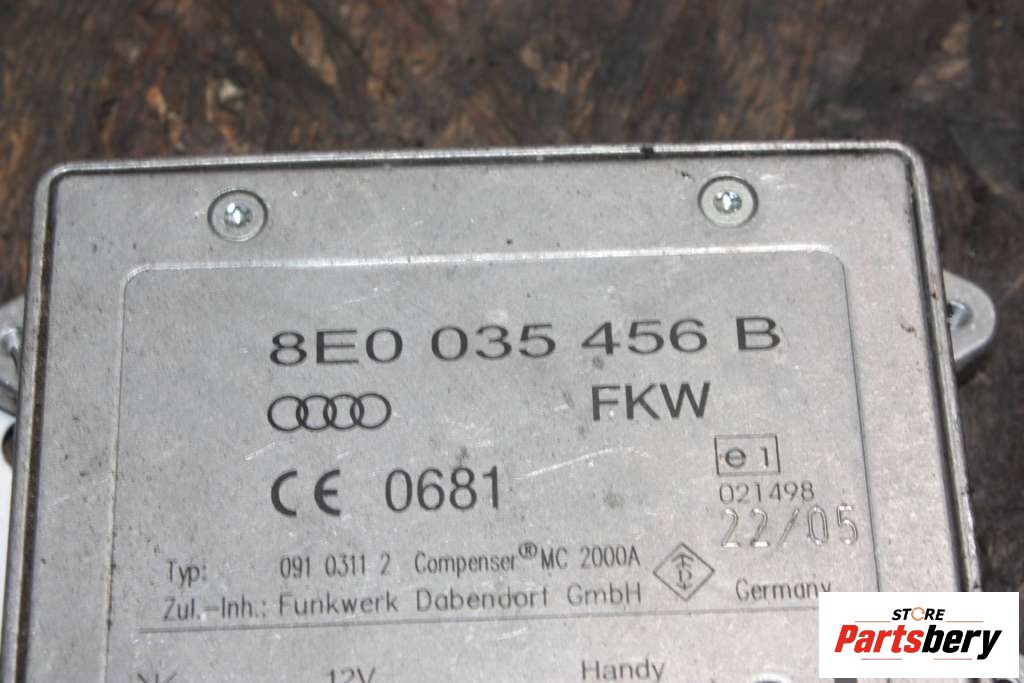 8E0 035 456 B
FKW
CE 0681
e1
021498
22/05
Typ: 091 0311 2 Compenser® MC 2000A
Zul.-Inh.: Funkwerk Dabendorf GmbH Germany
12V Handy
STORE
Partsbery